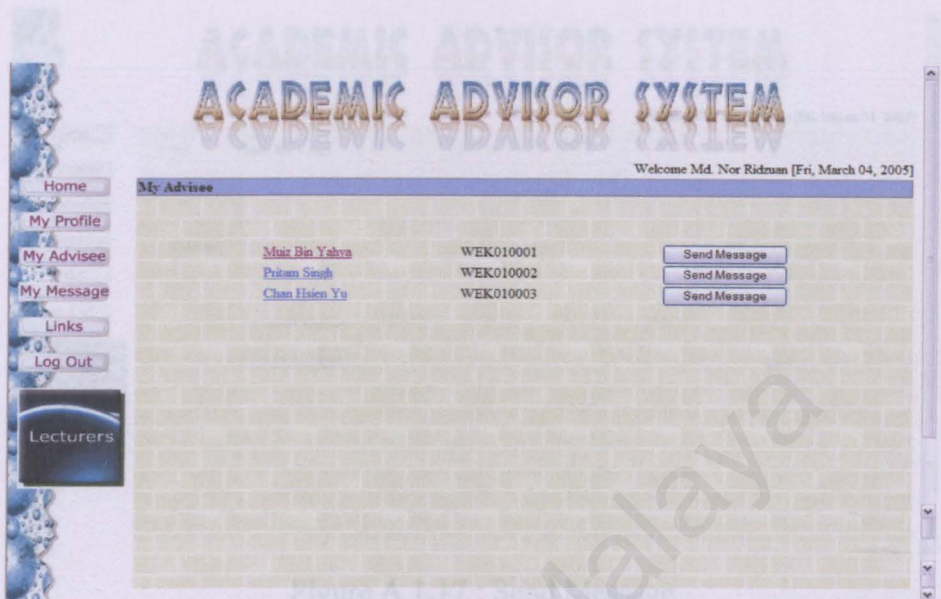 ACADEMIC ADVISOR SYSTEM
Welcome Md. Nor Ridzuan [Fri, March 04, 2005]
My Advisee
Home
My Profile
My Advisee
My Message
Links
Log Out
Lecturers
Muiz Bin Yahya WEK010001 Send Message
Pritam Singh WEK010002 Send Message
Chan Hsien Yu WEK010003 Send Message
Malaya